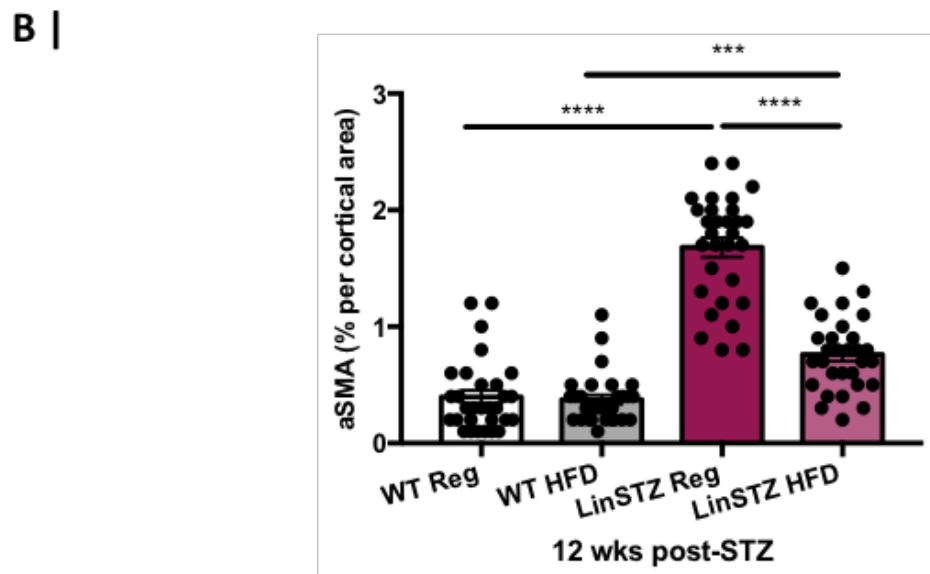 B |
***
****
****
3
2
1
0
aSMA (% per cortical area)
WT Reg
WT HFD
LinSTZ Reg
LinSTZ HFD
12 wks post-STZ